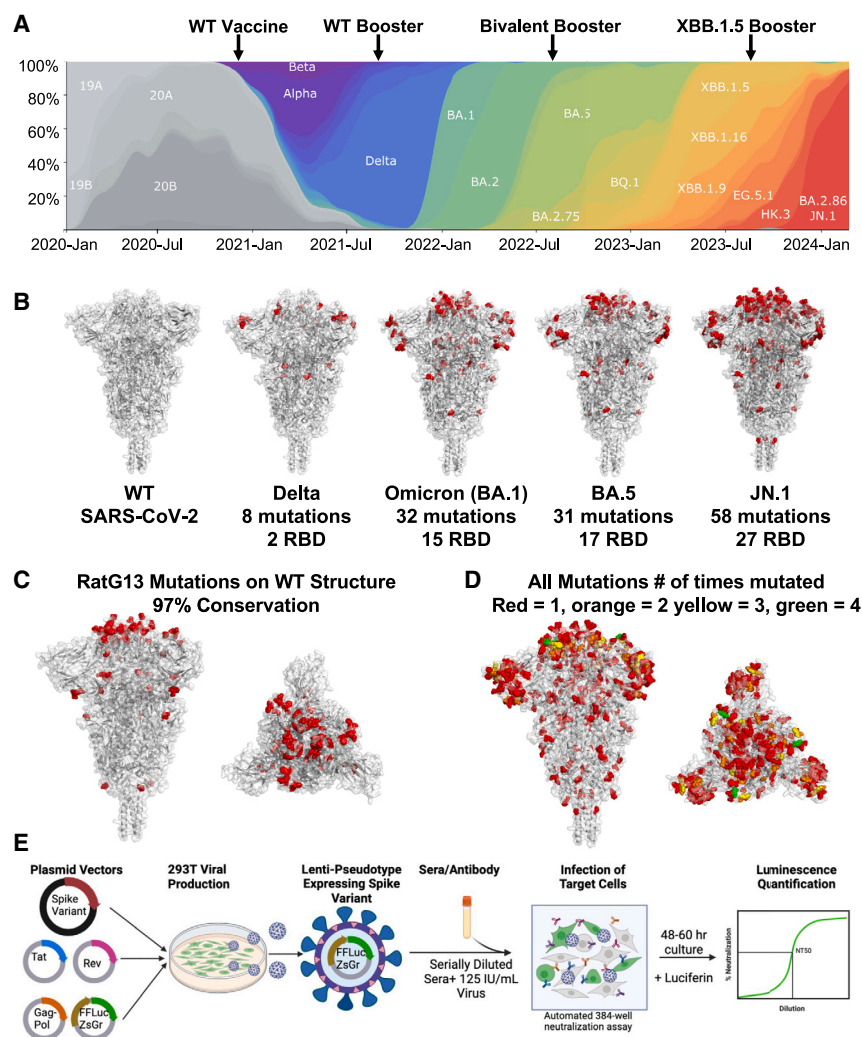 A
WT Vaccine
WT Booster
Bivalent Booster
XBB.1.5 Booster
100%
80%
60%
40%
20%
19A
19B
20A
20B
Beta
Alpha
Delta
BA.1
BA.2
BA.5
BA.2.75
BQ.1
XBB.1.5
XBB.1.16
XBB.1.9
EG.5.1
HK.3
BA.2.86
JN.1
2020-Jan 2020-Jul 2021-Jan 2021-Jul 2022-Jan 2022-Jul 2023-Jan 2023-Jul 2024-Jan
B
WT
SARS-CoV-2
Delta
8 mutations
2 RBD
Omicron (BA.1)
32 mutations
15 RBD
BA.5
31 mutations
17 RBD
JN.1
58 mutations
27 RBD
C
RatG13 Mutations on WT Structure
97% Conservation
D
All Mutations # of times mutated
Red = 1, orange = 2 yellow = 3, green = 4
E
Plasmid Vectors
Spike
Variant
Tat
Rev
Gag-
Pol
FFLuc
ZsGr
293T Viral
Production
Lenti-Pseudotype
Expressing Spike
Variant
FFLuc
ZsGr
Sera/Antibody
Serially Diluted
Sera+ 125 IU/mL
Virus
Infection of
Target Cells
Automated 384-well
neutralization assay
48-60 hr
culture
+ Luciferin
Luminescence
Quantification
% Neutralization
NT50
Dilution